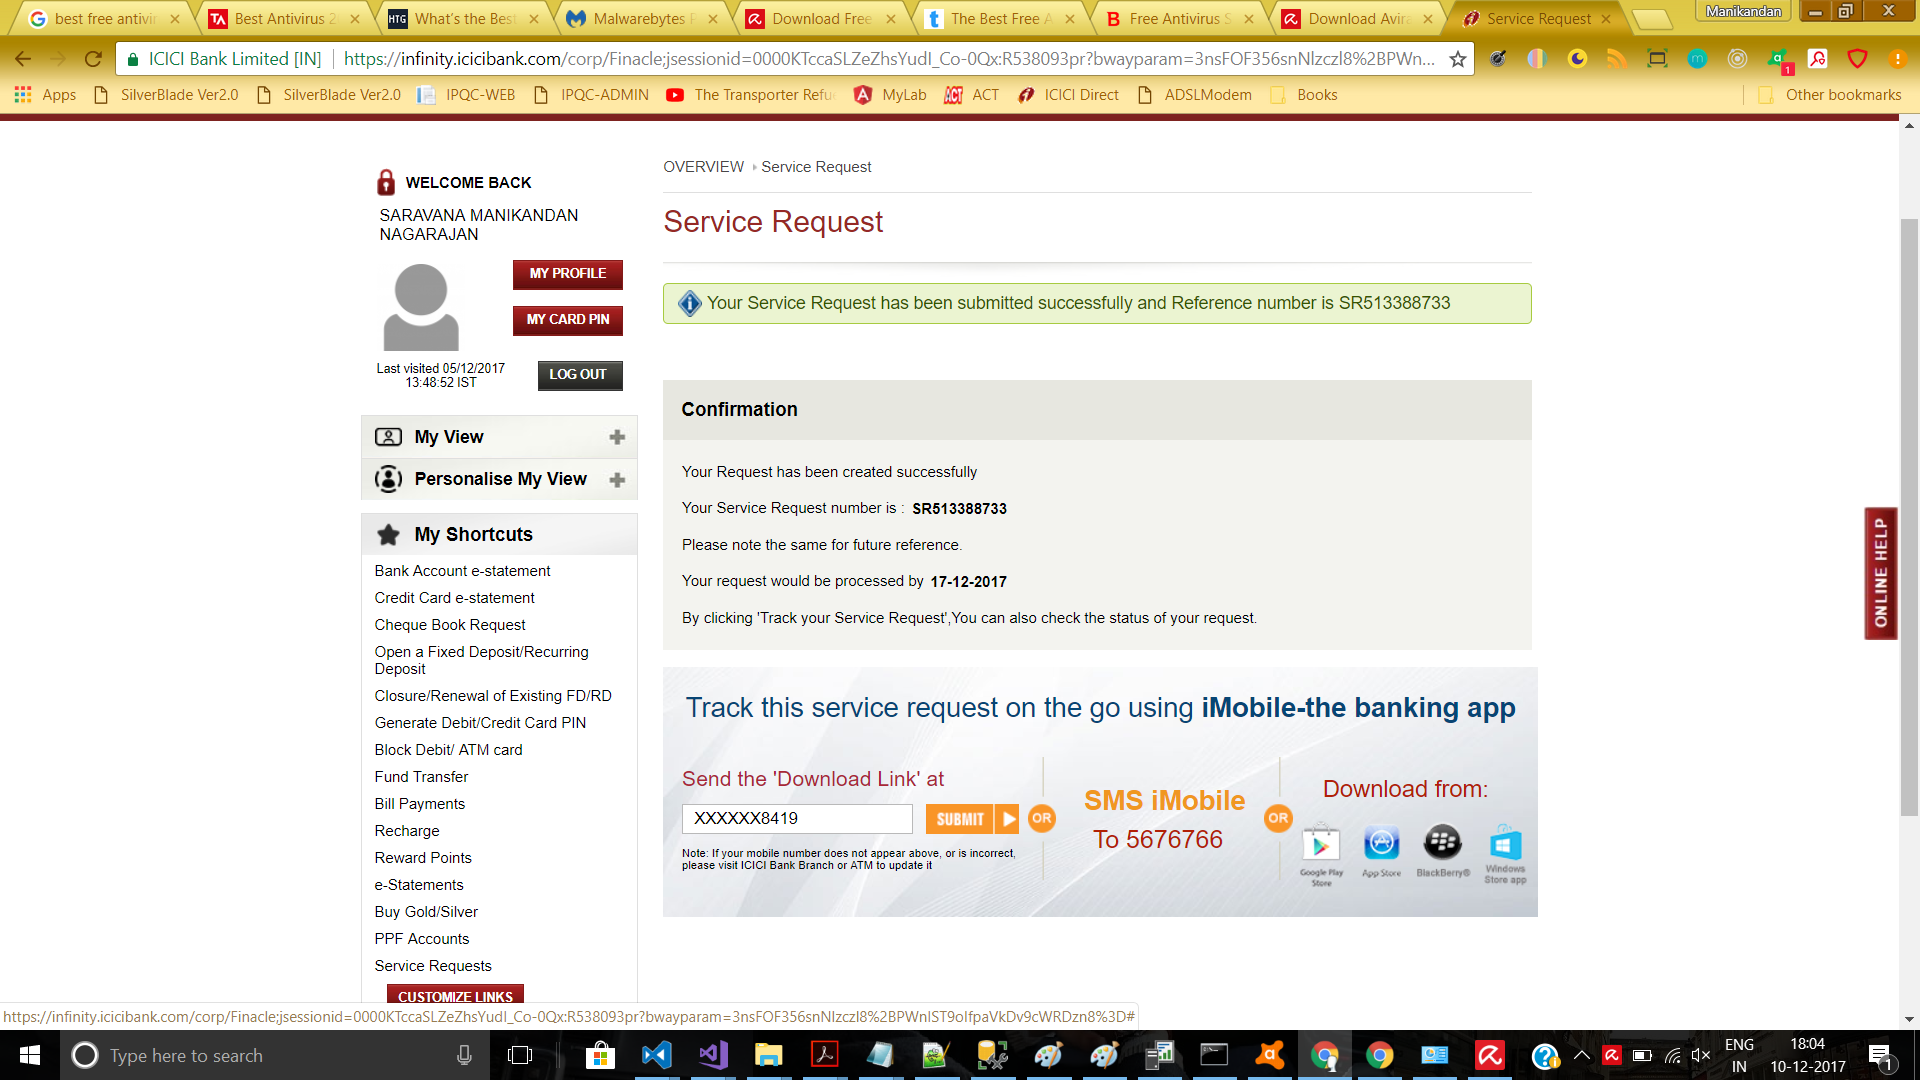 best free antivir
Best Antivirus 2
What's the Best
Malwarebytes
Download Free
The Best Free A
Free Antivirus S
Download Avira
Service Request
Manikandan
ICICI Bank Limited [IN]
https://infinity.icicibank.com/corp/Finacle;jsessionid=0000KTccaSLZeZhsYudI_Co-0Qx:R538093pr?bwayparam=3nsFOF356snNlzczl8%2BPWn...
Apps
SilverBlade Ver2.0
SilverBlade Ver2.0
IPQC-WEB
IPQC-ADMIN
The Transporter Refu
MyLab
ACT
ICICI Direct
ADSLModem
Books
Other bookmarks
OVERVIEW Service Request
WELCOME BACK
SARAVANA MANIKANDAN
NAGARAJAN
MY PROFILE
MY CARD PIN
Last visited 05/12/2017
13:48:52 IST
LOG OUT
My View
Personalise My View
My Shortcuts
Bank Account e-statement
Credit Card e-statement
Cheque Book Request
Open a Fixed Deposit/Recurring
Deposit
Closure/Renewal of Existing FD/RD
Generate Debit/Credit Card PIN
Block Debit/ ATM card
Fund Transfer
Bill Payments
Recharge
Reward Points
e-Statements
Buy Gold/Silver
PPF Accounts
Service Requests
CUSTOMIZE LINKS
Service Request
Your Service Request has been submitted successfully and Reference number is SR513388733
Confirmation
Your Request has been created successfully
Your Service Request number is : SR513388733
Please note the same for future reference.
Your request would be processed by 17-12-2017
By clicking 'Track your Service Request',You can also check the status of your request.
Track this service request on the go using iMobile-the banking app
Send the 'Download Link' at
XXXXXX8419
SUBMIT
Note: If your mobile number does not appear above, or is incorrect,
please visit ICICI Bank Branch or ATM to update it
OR
SMS iMobile
To 5676766
OR
Download from:
Google Play
Store
App Store
BlackBerry®
Windows
Store app
ONLINE HELP
https://infinity.icicibank.com/corp/Finacle;jsessionid=0000KTccaSLZeZhsYudI_Co-0Qx:R538093pr?bwayparam=3nsFOF356snNlzczl8%2BPWnIST9oIfpaVkDv9cWRDzn8%3D#
Type here to search
ENG
IN
18:04
10-12-2017
1